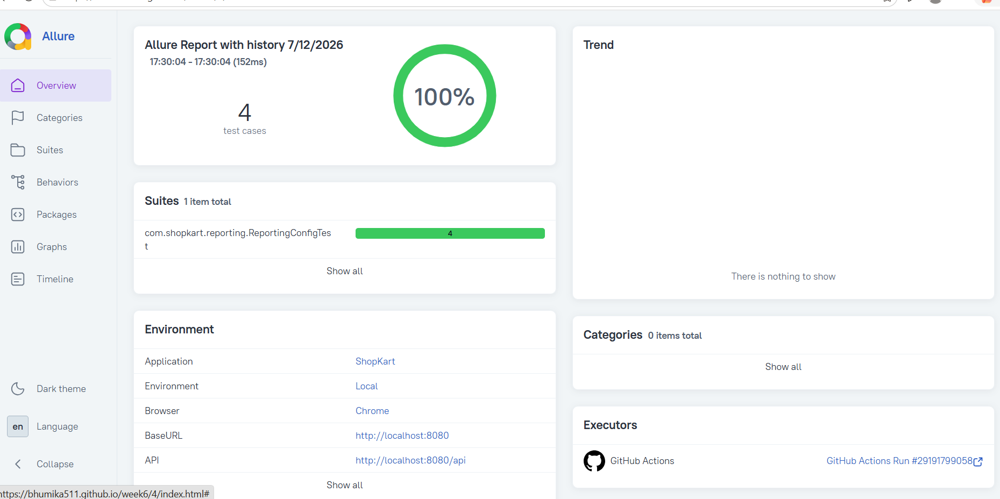 Allure
Overview
Categories
Suites
Behaviors
Packages
Graphs
Timeline
Dark theme
en
Language
Collapse
https://bhumika511.github.io/week6/4/index.html#
Allure Report with history 7/12/2026
17:30:04 - 17:30:04 (152ms)
4
test cases
100%
Suites 1 item total
com.shopkart.reporting.ReportingConfigTes
t
4
Show all
Environment
Application ShopKart
Environment Local
Browser Chrome
BaseURL http://localhost:8080
API http://localhost:8080/api
Show all
Trend
There is nothing to show
Categories 0 items total
Show all
Executors
GitHub Actions GitHub Actions Run #29191799058